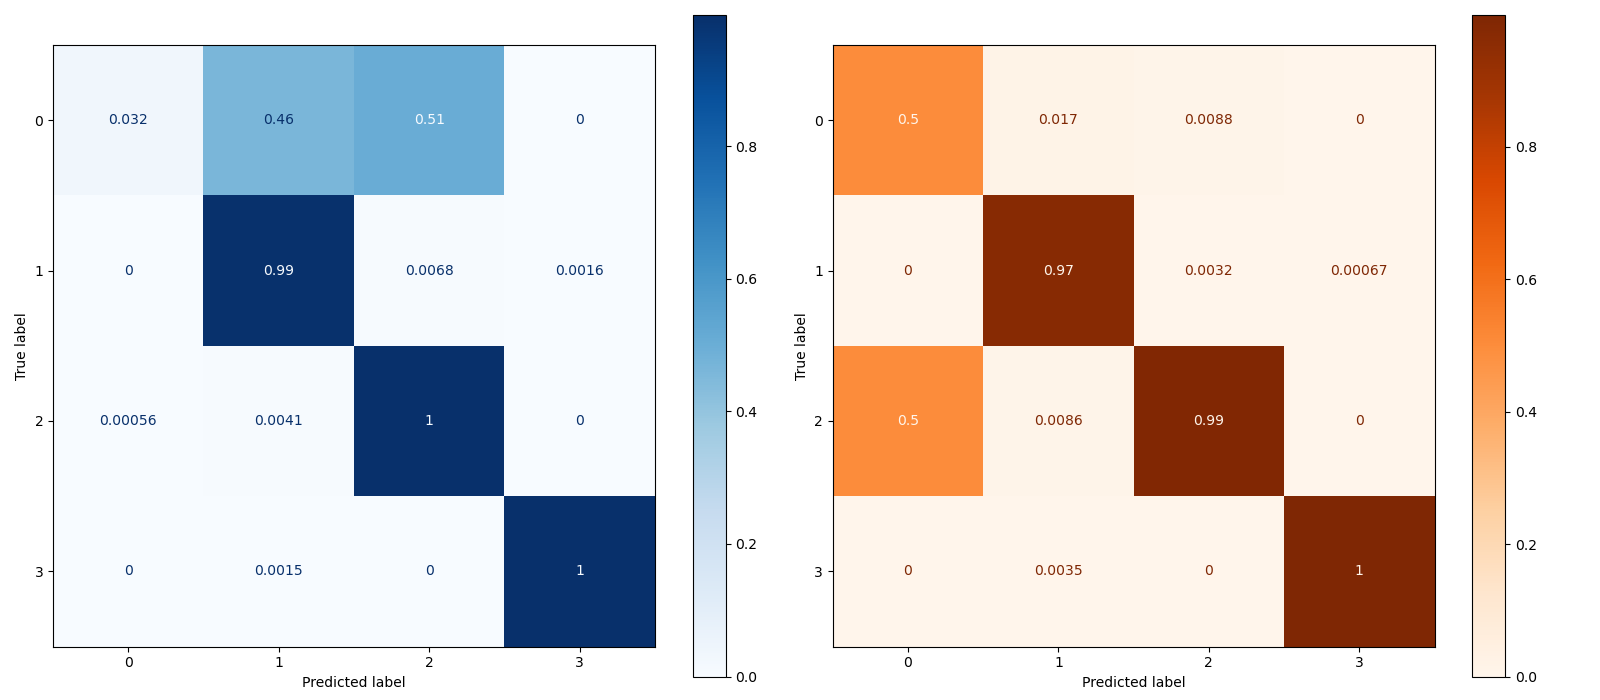 0 0.032 0.46 0.51 0
1 0 0.99 0.0068 0.0016
2 0.00056 0.0041 1 0
3 0 0.0015 0 1
0 1 2 3
True label
Predicted label
0.8
0.6
0.4
0.2
0.0
0 0.5 0.017 0.0088 0
1 0 0.97 0.0032 0.00067
2 0.5 0.0086 0.99 0
3 0 0.0035 0 1
0 1 2 3
True label
Predicted label
0.8
0.6
0.4
0.2
0.0